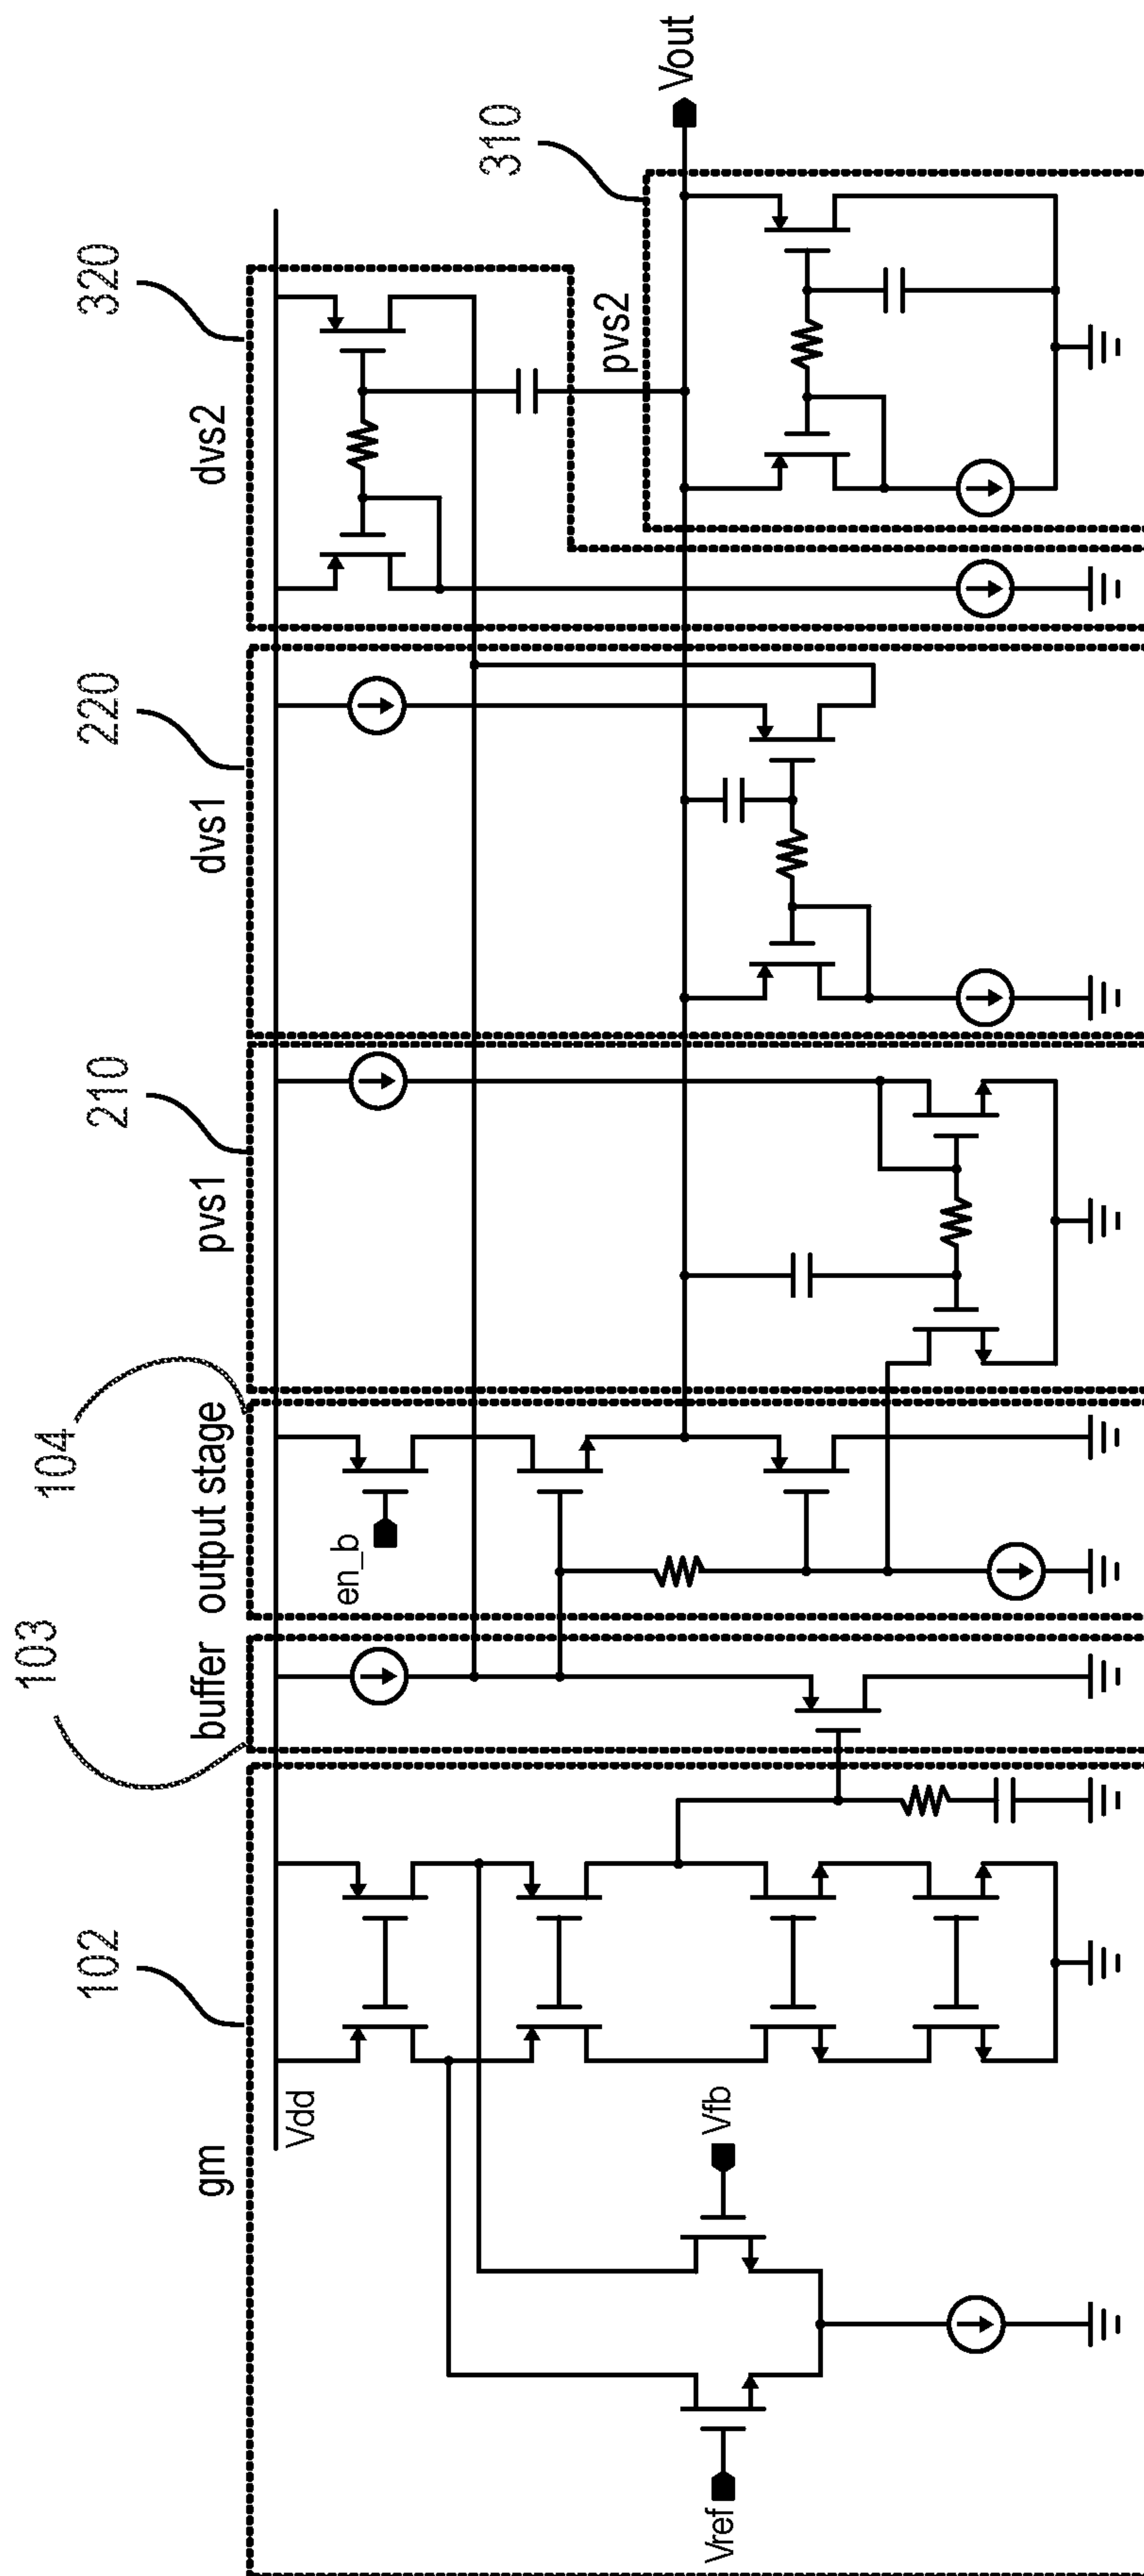 102
103
104
210
220
320
310
gm
buffer
output stage
pvs1
dvs1
dvs2
pvs2
Vdd
en_b
Vout
Vref
Vfb